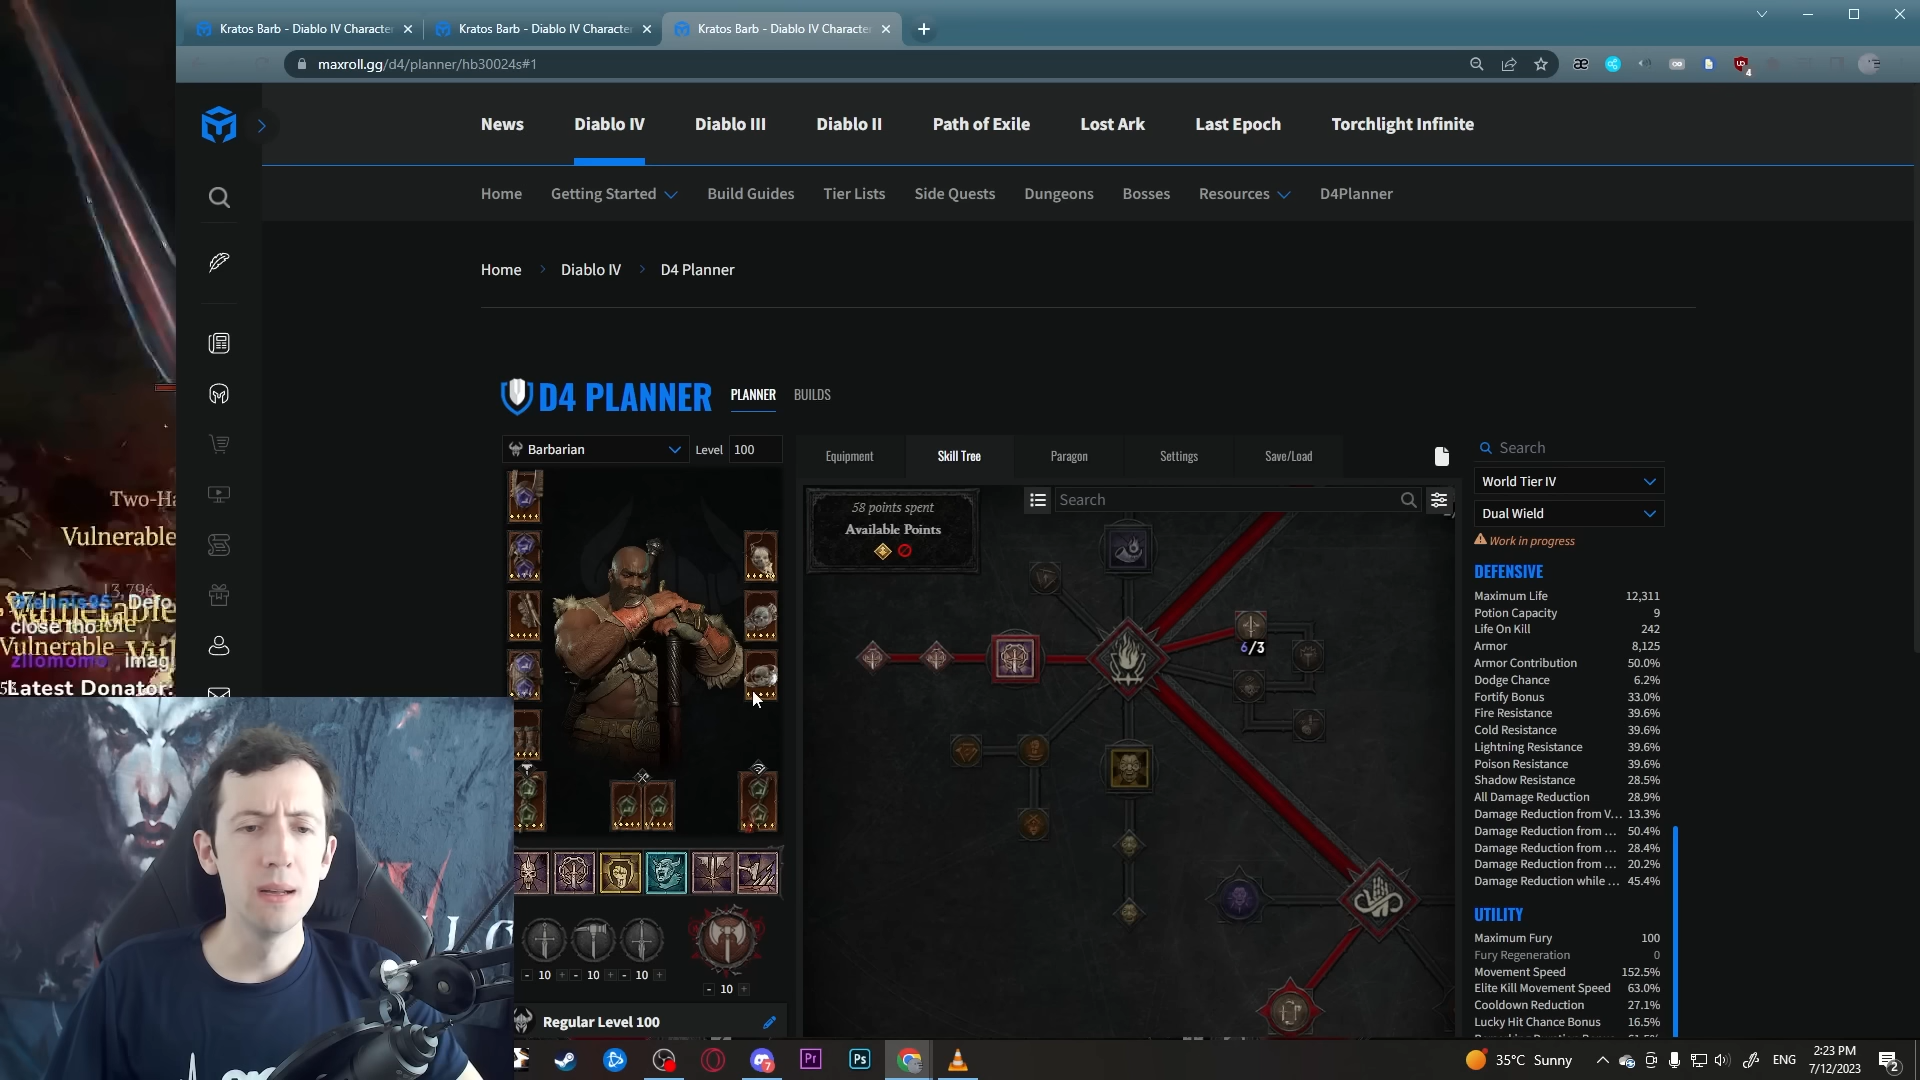 Kratos Barb - Diablo IV Character
Kratos Barb - Diablo IV Character
Kratos Barb - Diablo IV Character
maxroll.gg/d4/planner/hb30024s#1
4
News
Diablo IV
Diablo III
Diablo II
Path of Exile
Lost Ark
Last Epoch
Torchlight Infinite
Home
Getting Started
Build Guides
Tier Lists
Side Quests
Dungeons
Bosses
Resources
D4Planner
Home
Diablo IV
D4 Planner
D4 PLANNER
PLANNER
BUILDS
Barbarian
Level
100
Equipment
Skill Tree
Paragon
Settings
Save/Load
58 points spent
Available Points
Search
6/3
Search
World Tier IV
Dual Wield
Work in progress
DEFENSIVE
Maximum Life 12,311
Potion Capacity 9
Life On Kill 242
Armor 8,125
Armor Contribution 50.0%
Dodge Chance 6.2%
Fortify Bonus 33.0%
Fire Resistance 39.6%
Cold Resistance 39.6%
Lightning Resistance 39.6%
Poison Resistance 39.6%
Shadow Resistance 28.5%
All Damage Reduction 28.9%
Damage Reduction from V... 13.3%
Damage Reduction from ... 50.4%
Damage Reduction from ... 28.4%
Damage Reduction from ... 20.2%
Damage Reduction while ... 45.4%
UTILITY
Maximum Fury 100
Fury Regeneration 0
Movement Speed 152.5%
Elite Kill Movement Speed 63.0%
Cooldown Reduction 27.1%
Lucky Hit Chance Bonus 16.5%
- 10 + - 10 + - 10 +
- 10 +
Regular Level 100
Two-Ha
Vulnerable
13,796
Defo
close tho
Vulnerable
zilomomo imag
Latest Donator:
35°C Sunny
ENG
2:23 PM
7/12/2023
2